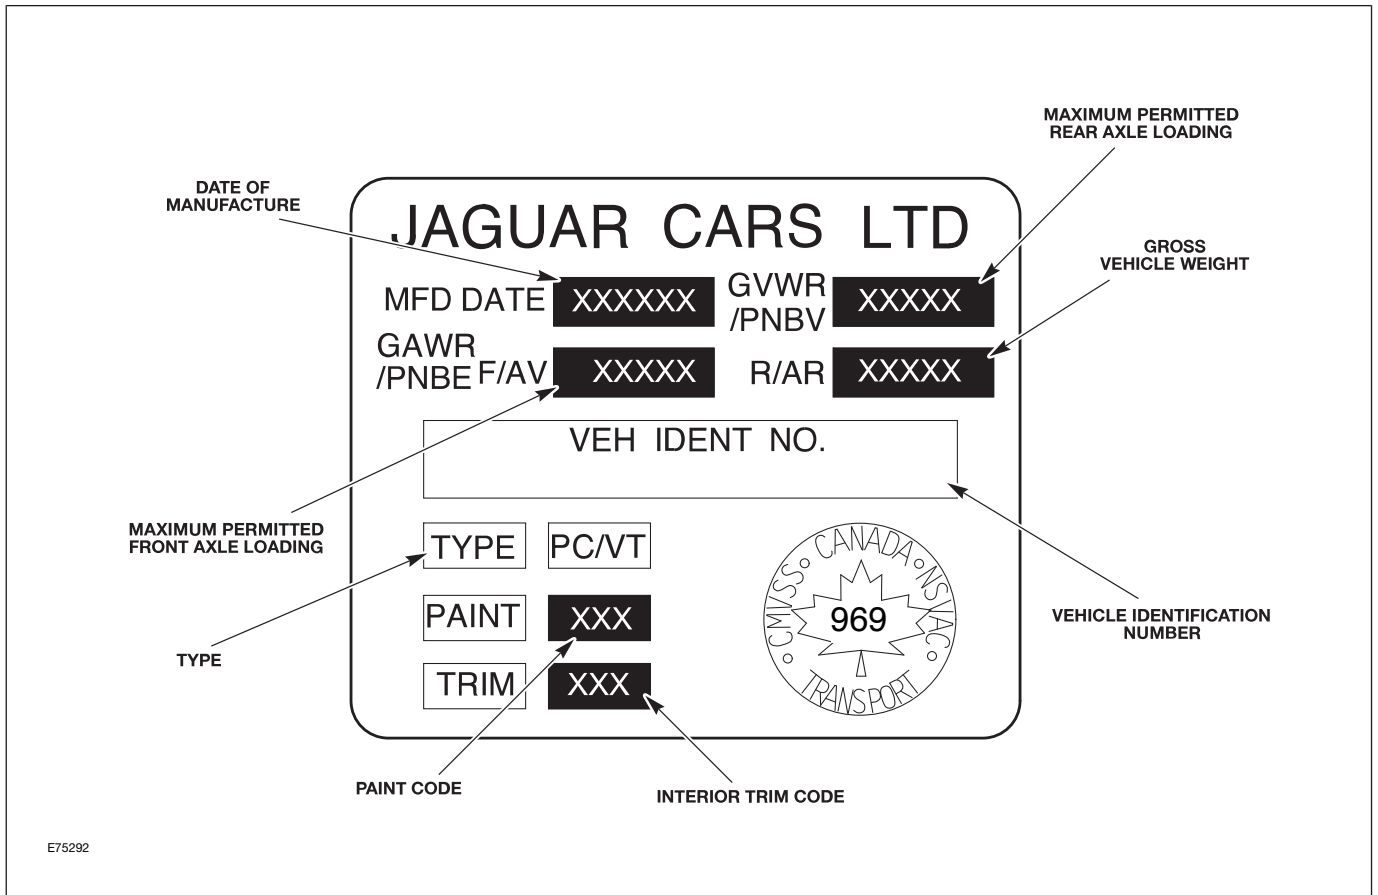 MAXIMUM PERMITTED
REAR AXLE LOADING
DATE OF
MANUFACTURE
GROSS
VEHICLE WEIGHT
JAGUAR CARS LTD
MFD DATE XXXXXX
GVWR
/PNBV XXXXX
GAWR
/PNBE F/AV XXXXX
R/AR XXXXX
VEH IDENT NO.
MAXIMUM PERMITTED
FRONT AXLE LOADING
TYPE PC/VT
PAINT XXX
TRIM XXX
CANADA
CMVSS
NSVAC
969
TRANSPORT
VEHICLE IDENTIFICATION
NUMBER
TYPE
PAINT CODE
INTERIOR TRIM CODE
E75292